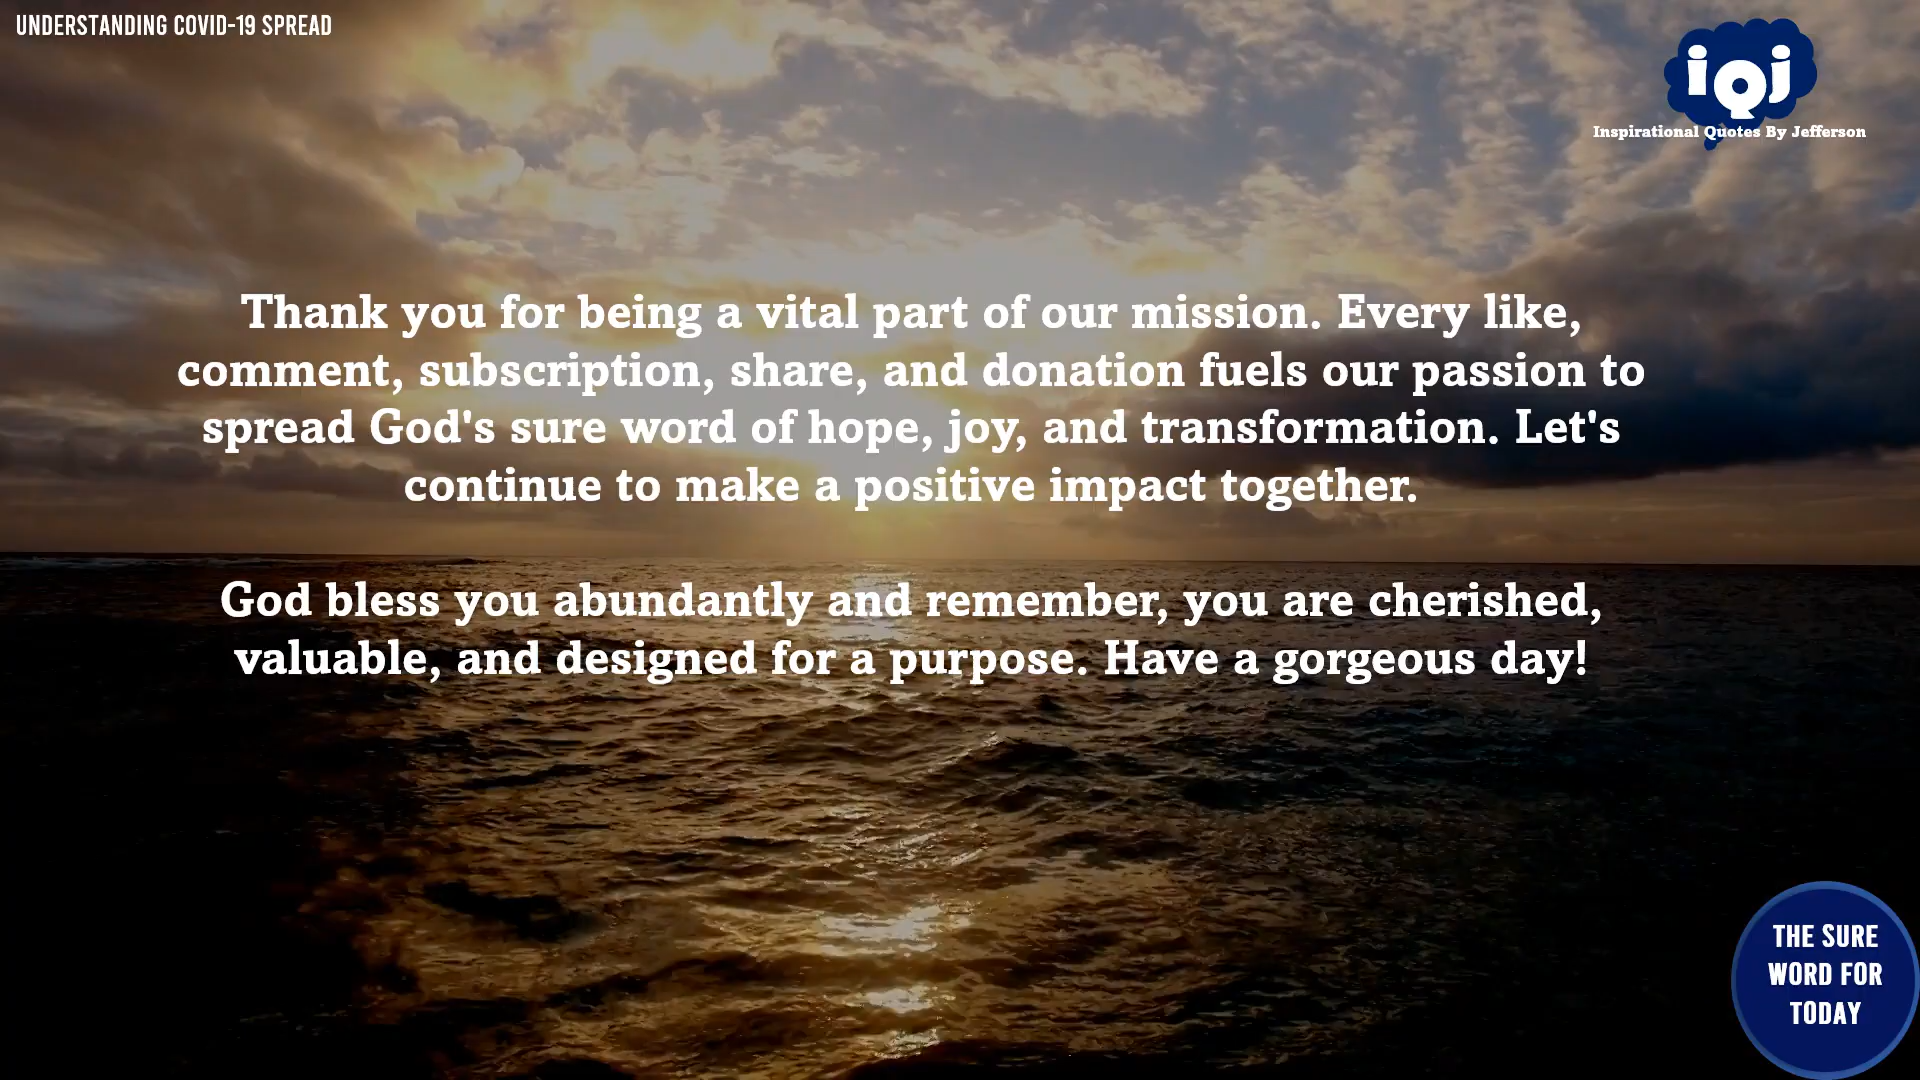 UNDERSTANDING COVID-19 SPREAD
iQj
Inspirational Quotes By Jefferson
Thank you for being a vital part of our mission. Every like,
comment, subscription, share, and donation fuels our passion to
spread God's sure word of hope, joy, and transformation. Let's
continue to make a positive impact together.
God bless you abundantly and remember, you are cherished,
valuable, and designed for a purpose. Have a gorgeous day!
THE SURE
WORD FOR
TODAY